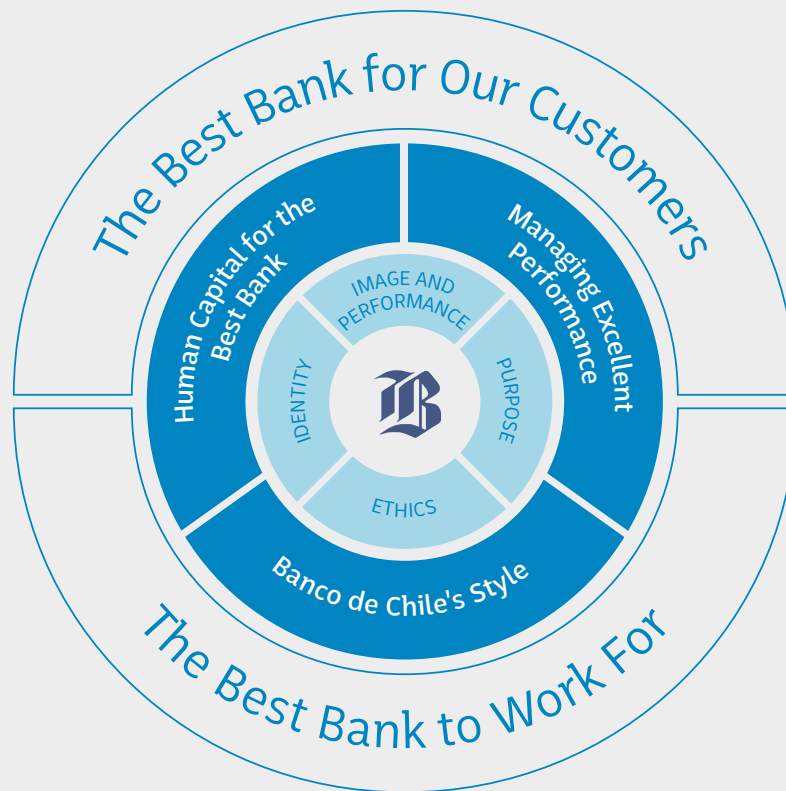 The Best Bank for Our Customers
Human Capital for the
Best Bank
Managing Excellent
Performance
IMAGE AND
PERFORMANCE
IDENTITY
PURPOSE
B
ETHICS
Banco de Chile's Style
The Best Bank to Work For